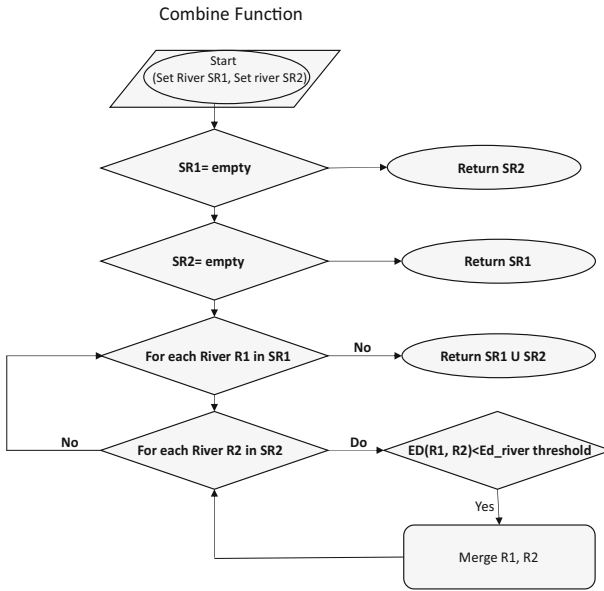 Combine Function
Start
(Set River SR1, Set river SR2)
SR1= empty
Return SR2
SR2= empty
Return SR1
For each River R1 in SR1
No
Return SR1 U SR2
No
For each River R2 in SR2
Do
ED(R1, R2)<Ed_river threshold
Yes
Merge R1, R2